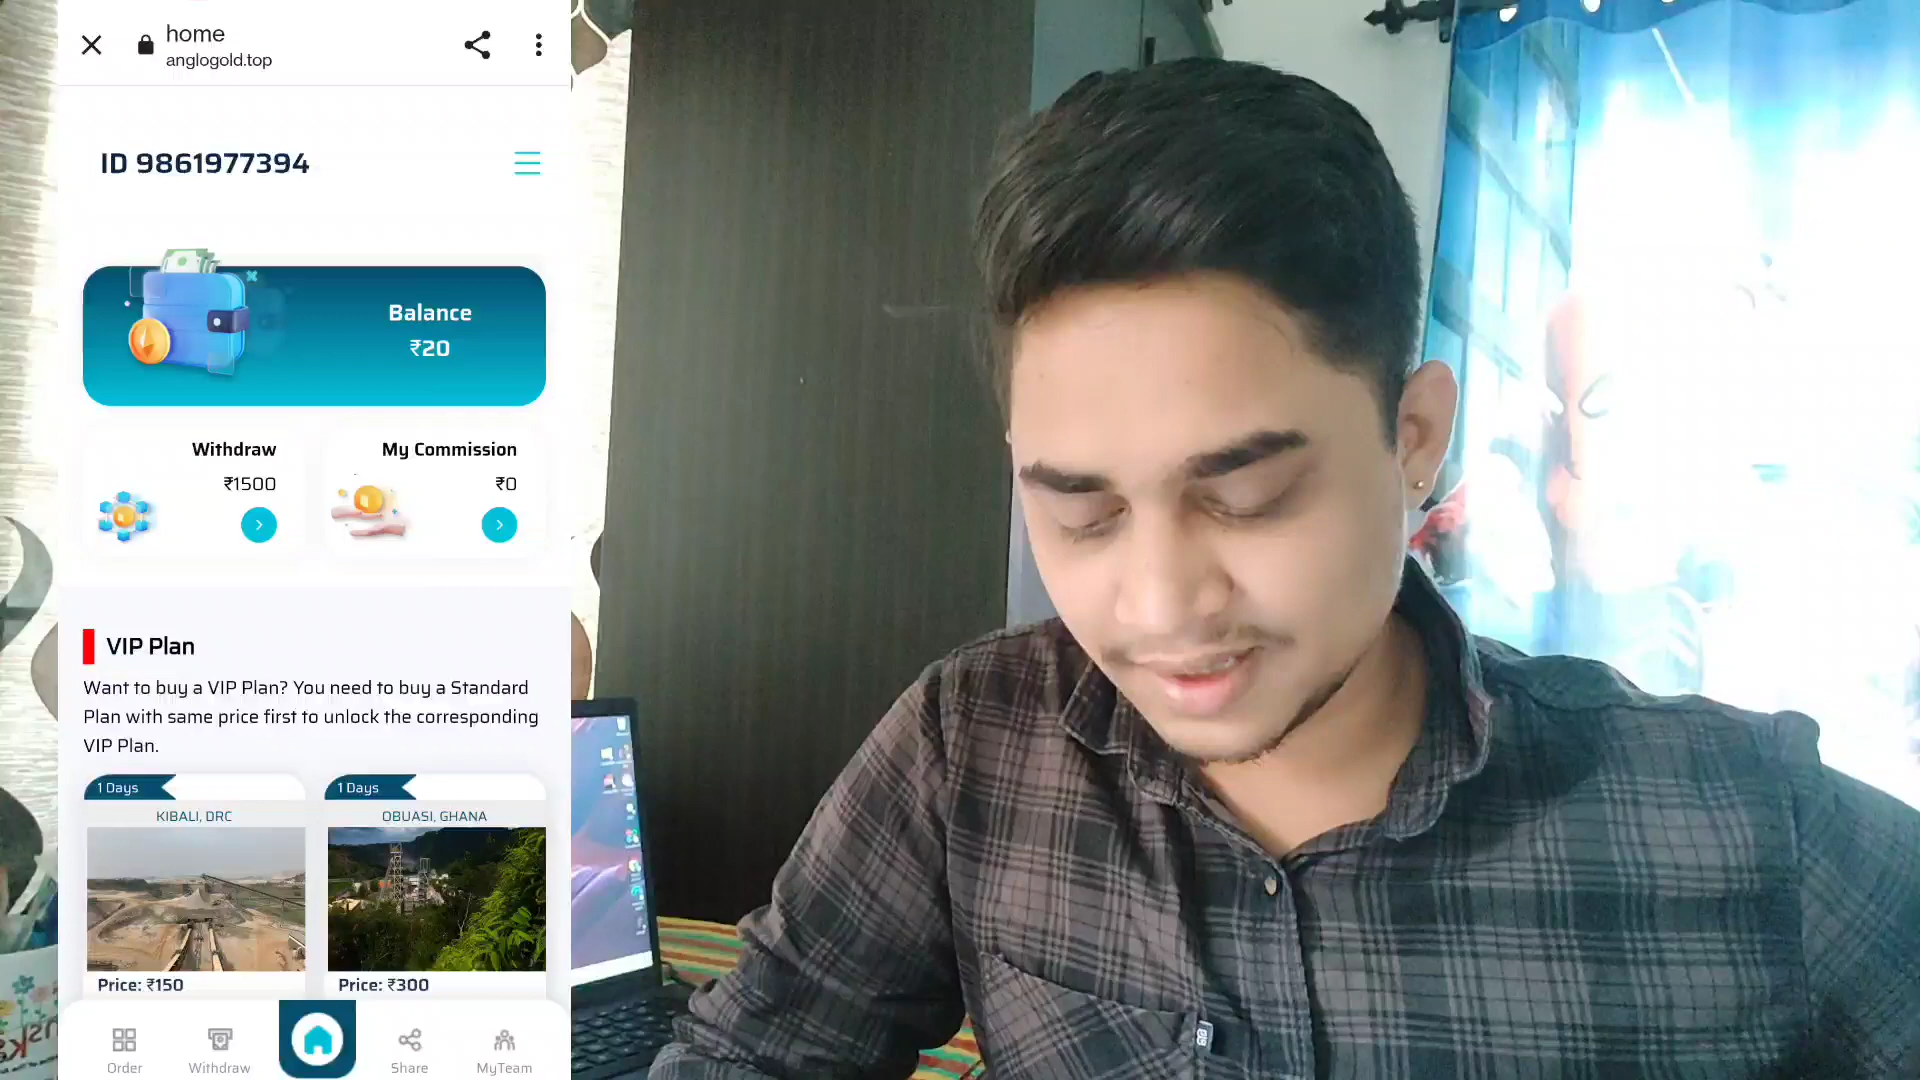 home
anglogold.top
ID 9861977394
Balance
₹20
Withdraw
₹1500
My Commission
₹0
VIP Plan
Want to buy a VIP Plan? You need to buy a Standard
Plan with same price first to unlock the corresponding
VIP Plan.
1 Days
KIBALI, DRC
Price: ₹150
1 Days
OBUASI, GHANA
Price: ₹300
Order
Withdraw
Share
MyTeam